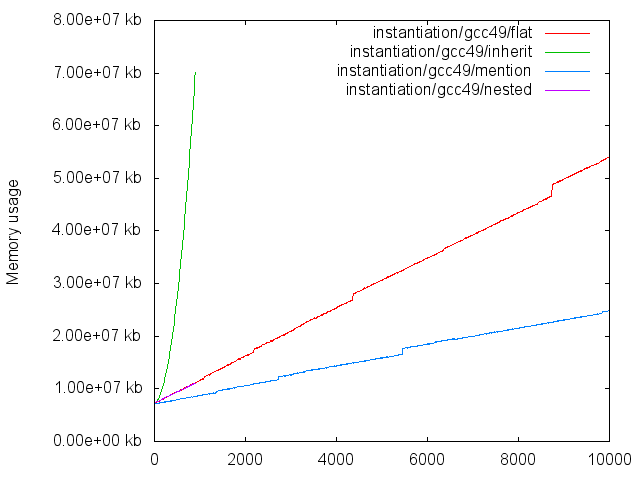 8.00e+07 kb
7.00e+07 kb
6.00e+07 kb
5.00e+07 kb
4.00e+07 kb
3.00e+07 kb
2.00e+07 kb
1.00e+07 kb
0.00e+00 kb
Memory usage
instantiation/gcc49/flat
instantiation/gcc49/inherit
instantiation/gcc49/mention
instantiation/gcc49/nested
0 2000 4000 6000 8000 10000